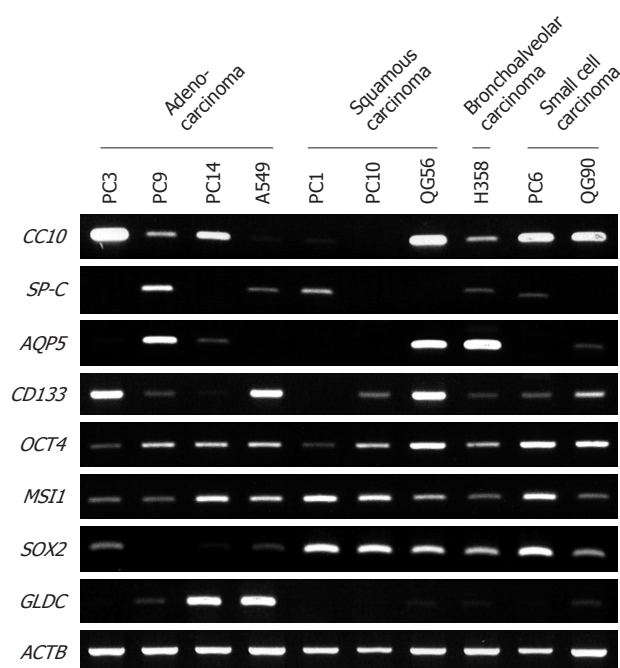 Adeno-
carcinoma
Squamous
carcinoma
Bronchoalveolar
carcinoma
Small cell
carcinoma
PC3 PC9 PC14 A549 PC1 PC10 QG56 H358 PC6 QG90
CC10
SP-C
AQP5
CD133
OCT4
MSI1
SOX2
GLDC
ACTB